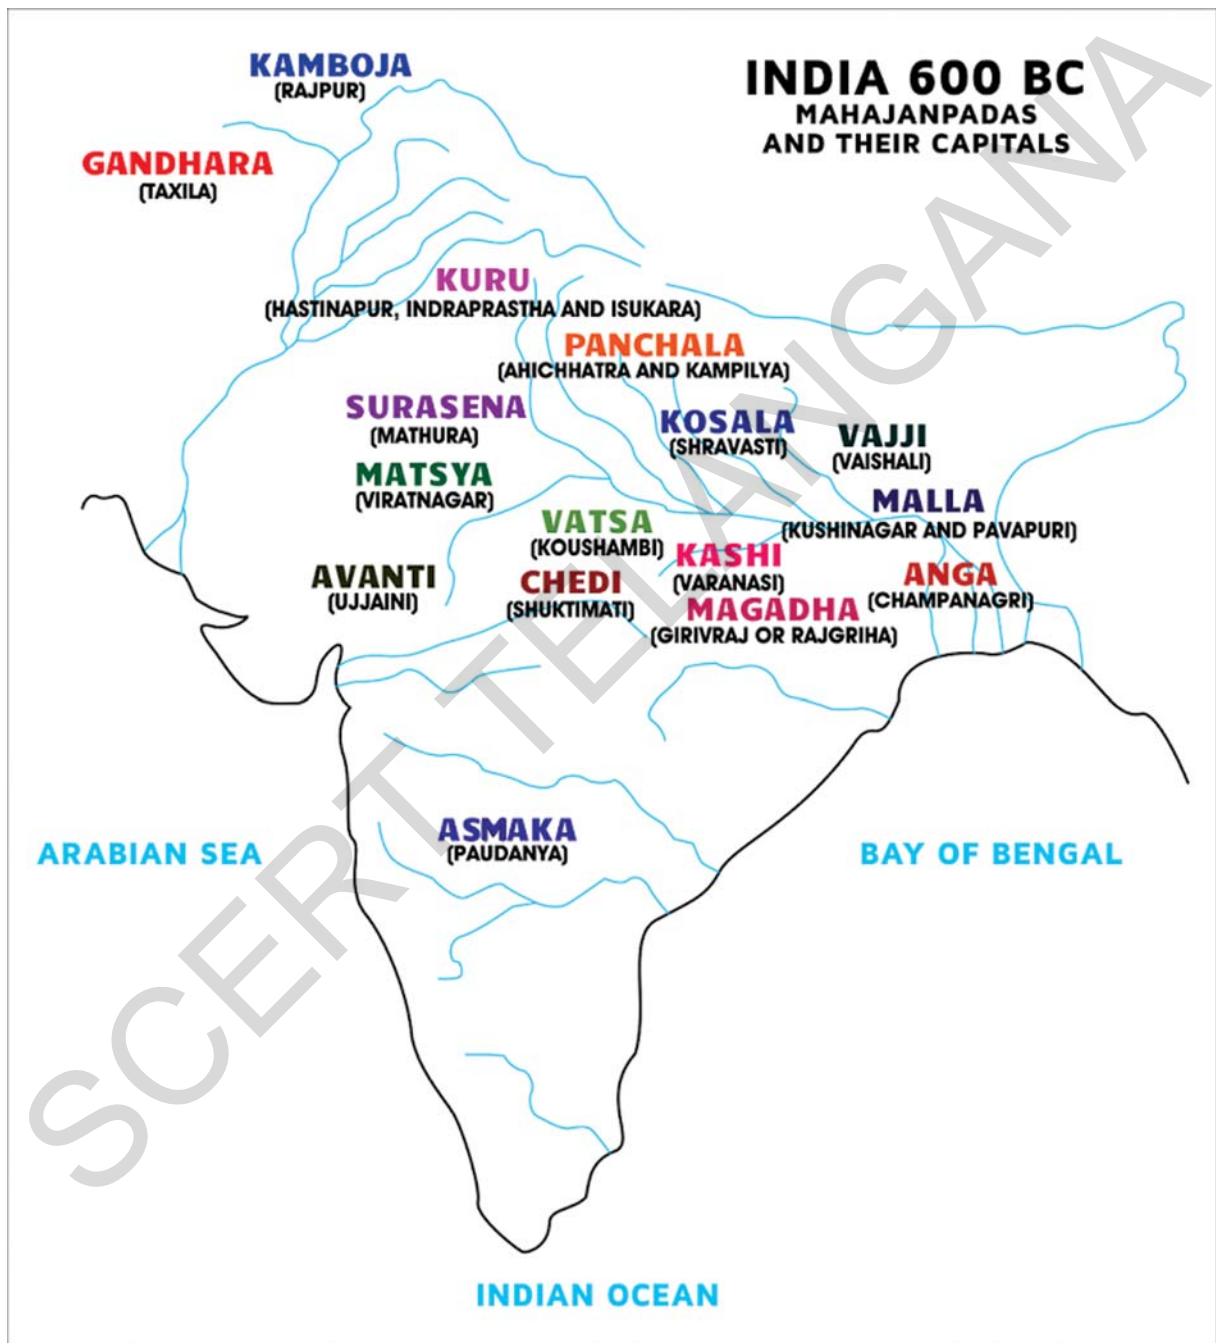 KAMBOJA
(RAJPUR)
INDIA 600 BC
MAHAJANPADAS
AND THEIR CAPITALS
GANDHARA
(TAXILA)
KURU
(HASTINAPUR, INDRAPRASTHA AND ISUKARA)
PANCHALA
(AHICHHATRA AND KAMPILYA)
SURASENA
(MATHURA)
KOSALA
(SHRAVASTI)
VAJJI
(VAISHALI)
MATSYA
(VIRATNAGAR)
MALLA
(KUSHINAGAR AND PAVAPURI)
VATSA
(KOUSHAMBI)
KASHI
(VARANASI)
AVANTI
(UJJAINI)
CHEDI
(SHUKTIMATI)
ANGA
(CHAMPANAGRI)
MAGADHA
(GIRIVRAJ OR RAJGRIHA)
ASMAKA
(PAUDANYA)
ARABIAN SEA
BAY OF BENGAL
INDIAN OCEAN
SCERT TELANGANA